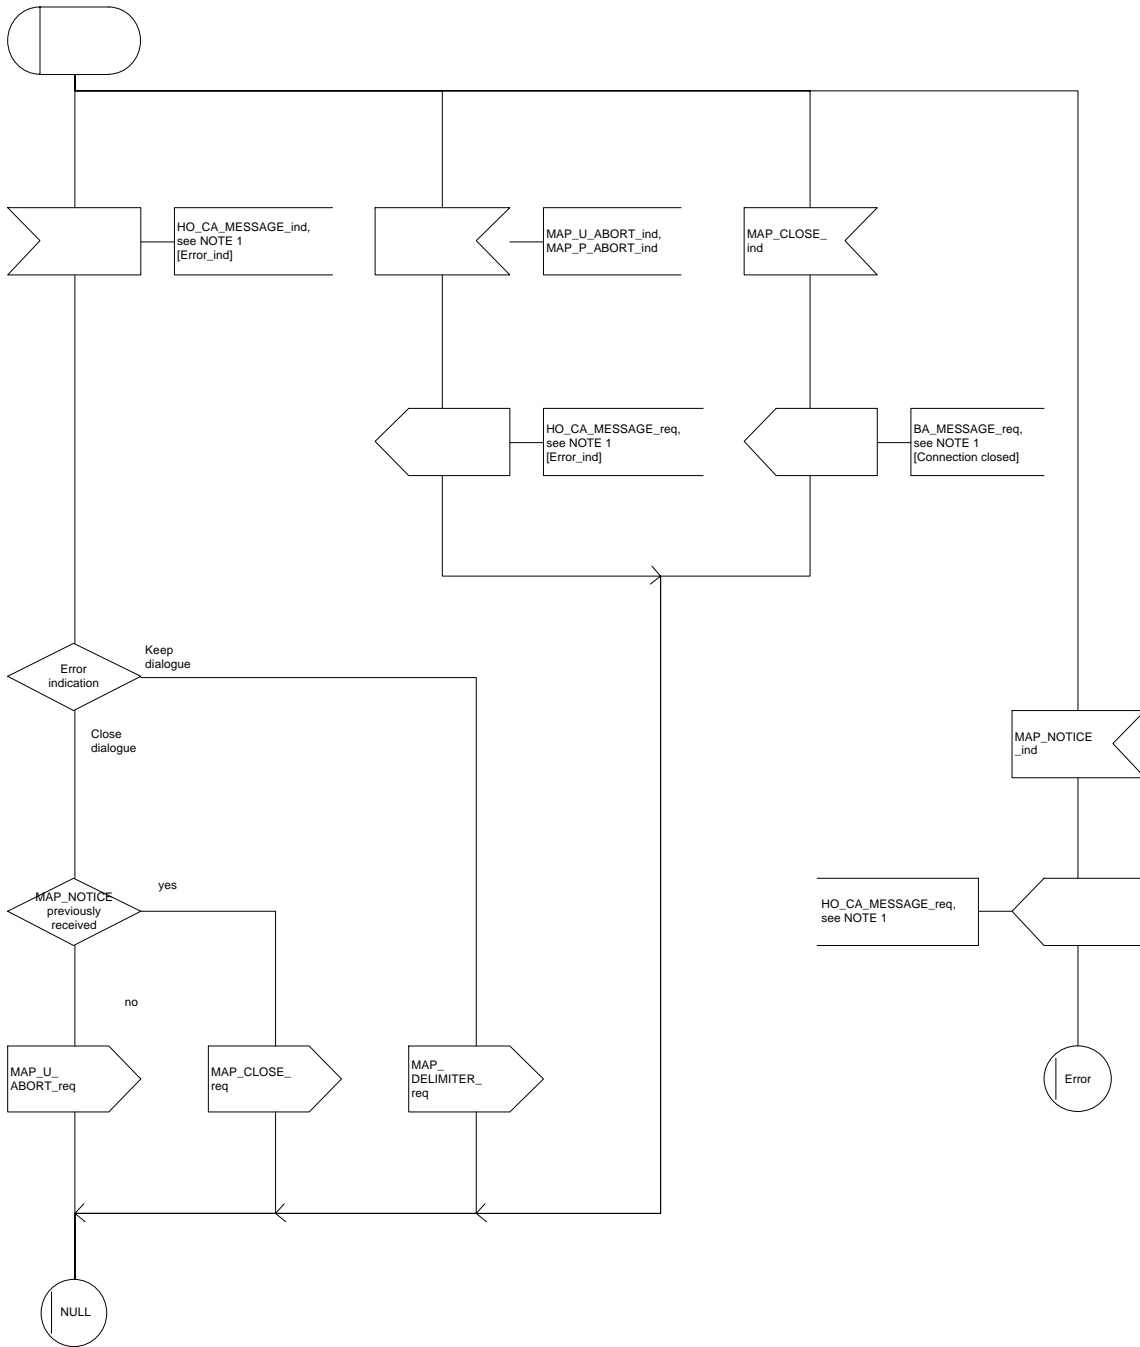 HO_CA_MESSAGE_ind,
see NOTE 1
[Error_ind]
MAP_U_ABORT_ind,
MAP_P_ABORT_ind
MAP_CLOSE_
ind
HO_CA_MESSAGE_req,
see NOTE 1
[Error_ind]
BA_MESSAGE_req,
see NOTE 1
[Connection closed]
Error
indication
Keep
dialogue
Close
dialogue
MAP_NOTICE
_ind
MAP_NOTICE
previously
received
yes
no
HO_CA_MESSAGE_req,
see NOTE 1
MAP_U_
ABORT_req
MAP_CLOSE_
req
MAP_
DELIMITER_
req
Error
NULL